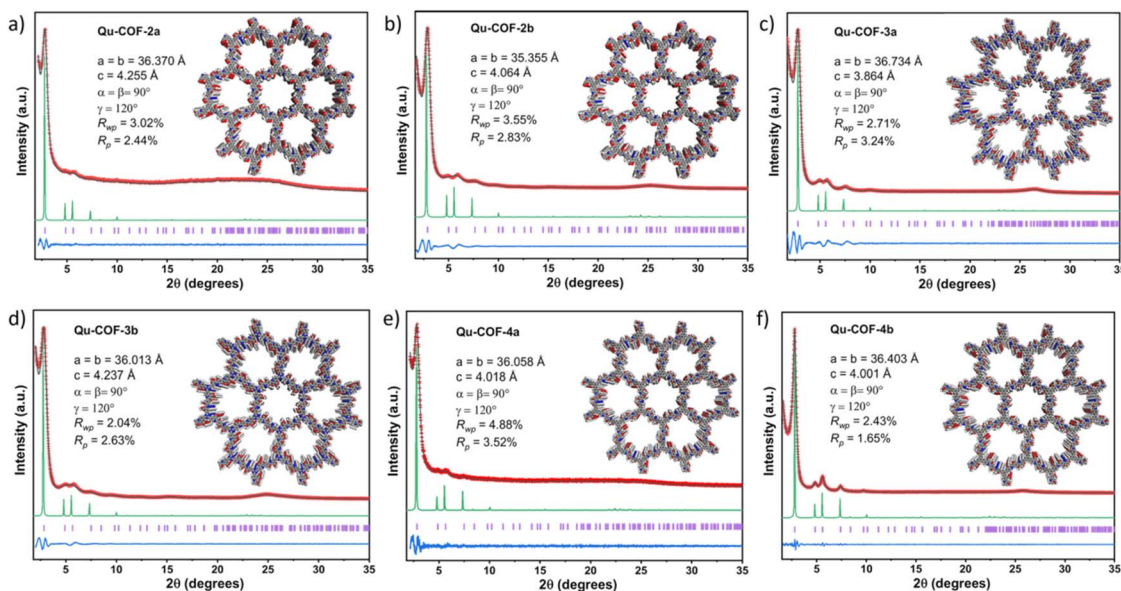 a)
Qu-COF-2a
a = b = 36.370 Å
c = 4.255 Å
α = β= 90°
γ = 120°
Rwp = 3.02%
Rp = 2.44%
Intensity (a.u.)
5 10 15 20 25 30 35
2θ (degrees)
b)
Qu-COF-2b
a = b = 35.355 Å
c = 4.064 Å
α = β= 90°
γ = 120°
Rwp = 3.55%
Rp = 2.83%
Intensity (a.u.)
5 10 15 20 25 30 35
2θ (degrees)
c)
Qu-COF-3a
a = b = 36.734 Å
c = 3.864 Å
α = β= 90°
γ = 120°
Rwp = 2.71%
Rp = 3.24%
Intensity (a.u.)
5 10 15 20 25 30 35
2θ (degrees)
d)
Qu-COF-3b
a = b = 36.013 Å
c = 4.237 Å
α = β= 90°
γ = 120°
Rwp = 2.04%
Rp = 2.63%
Intensity (a.u.)
5 10 15 20 25 30 35
2θ (degrees)
e)
Qu-COF-4a
a = b = 36.058 Å
c = 4.018 Å
α = β= 90°
γ = 120°
Rwp = 4.88%
Rp = 3.52%
Intensity (a.u.)
5 10 15 20 25 30 35
2θ (degrees)
f)
Qu-COF-4b
a = b = 36.403 Å
c = 4.001 Å
α = β= 90°
γ = 120°
Rwp = 2.43%
Rp = 1.65%
Intensity (a.u.)
5 10 15 20 25 30 35
2θ (degrees)